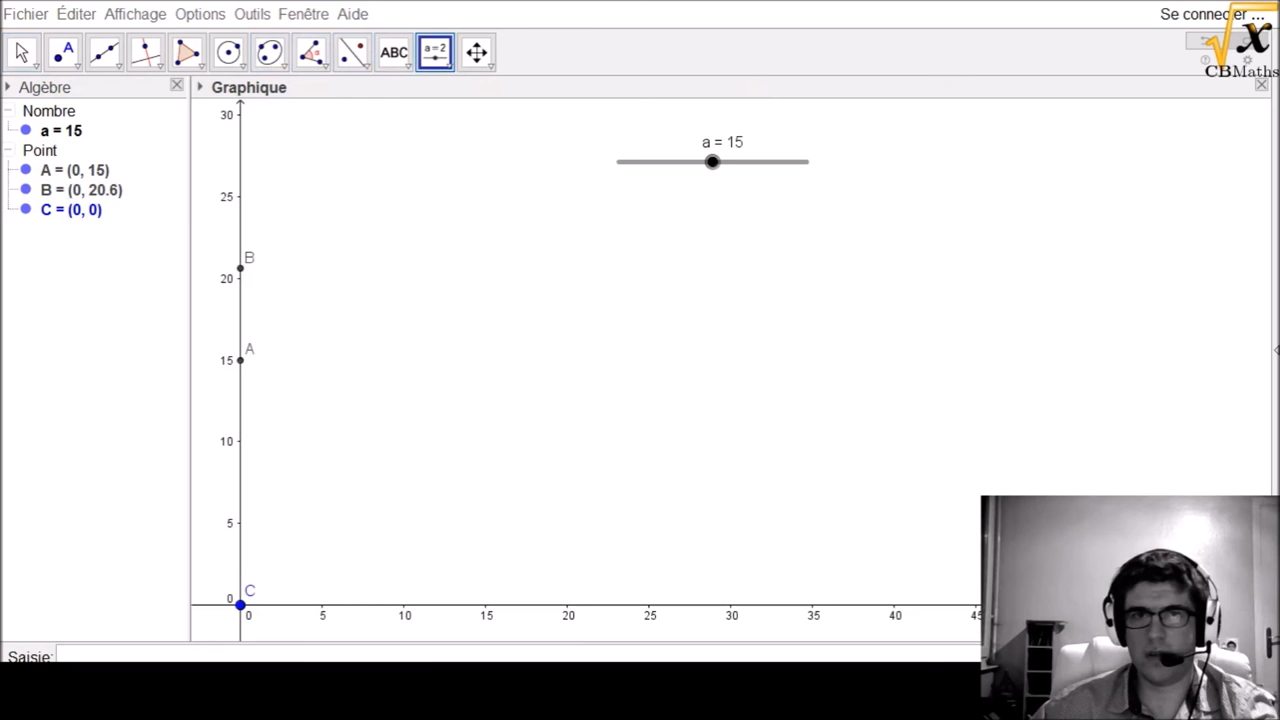 Fichier Éditer Affichage Options Outils Fenêtre Aide
Se connecter ...
A
α
ABC
a=2
x
CBMaths
Algèbre
Graphique
Nombre
a = 15
Point
A = (0, 15)
B = (0, 20.6)
C = (0, 0)
a = 15
30
25
B
20
A
15
10
5
C
0
0 5 10 15 20 25 30 35 40 45
Saisie: